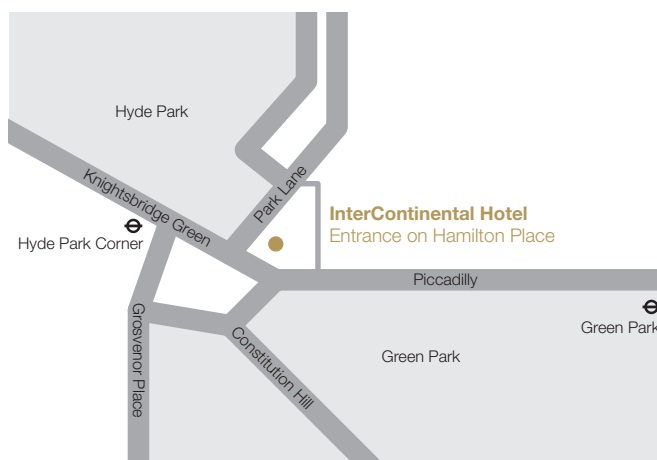 Hyde Park
Knightsbridge Green
Park Lane
InterContinental Hotel
Entrance on Hamilton Place
Hyde Park Corner
Piccadilly
Grosvenor Place
Constitution Hill
Green Park
Green Park